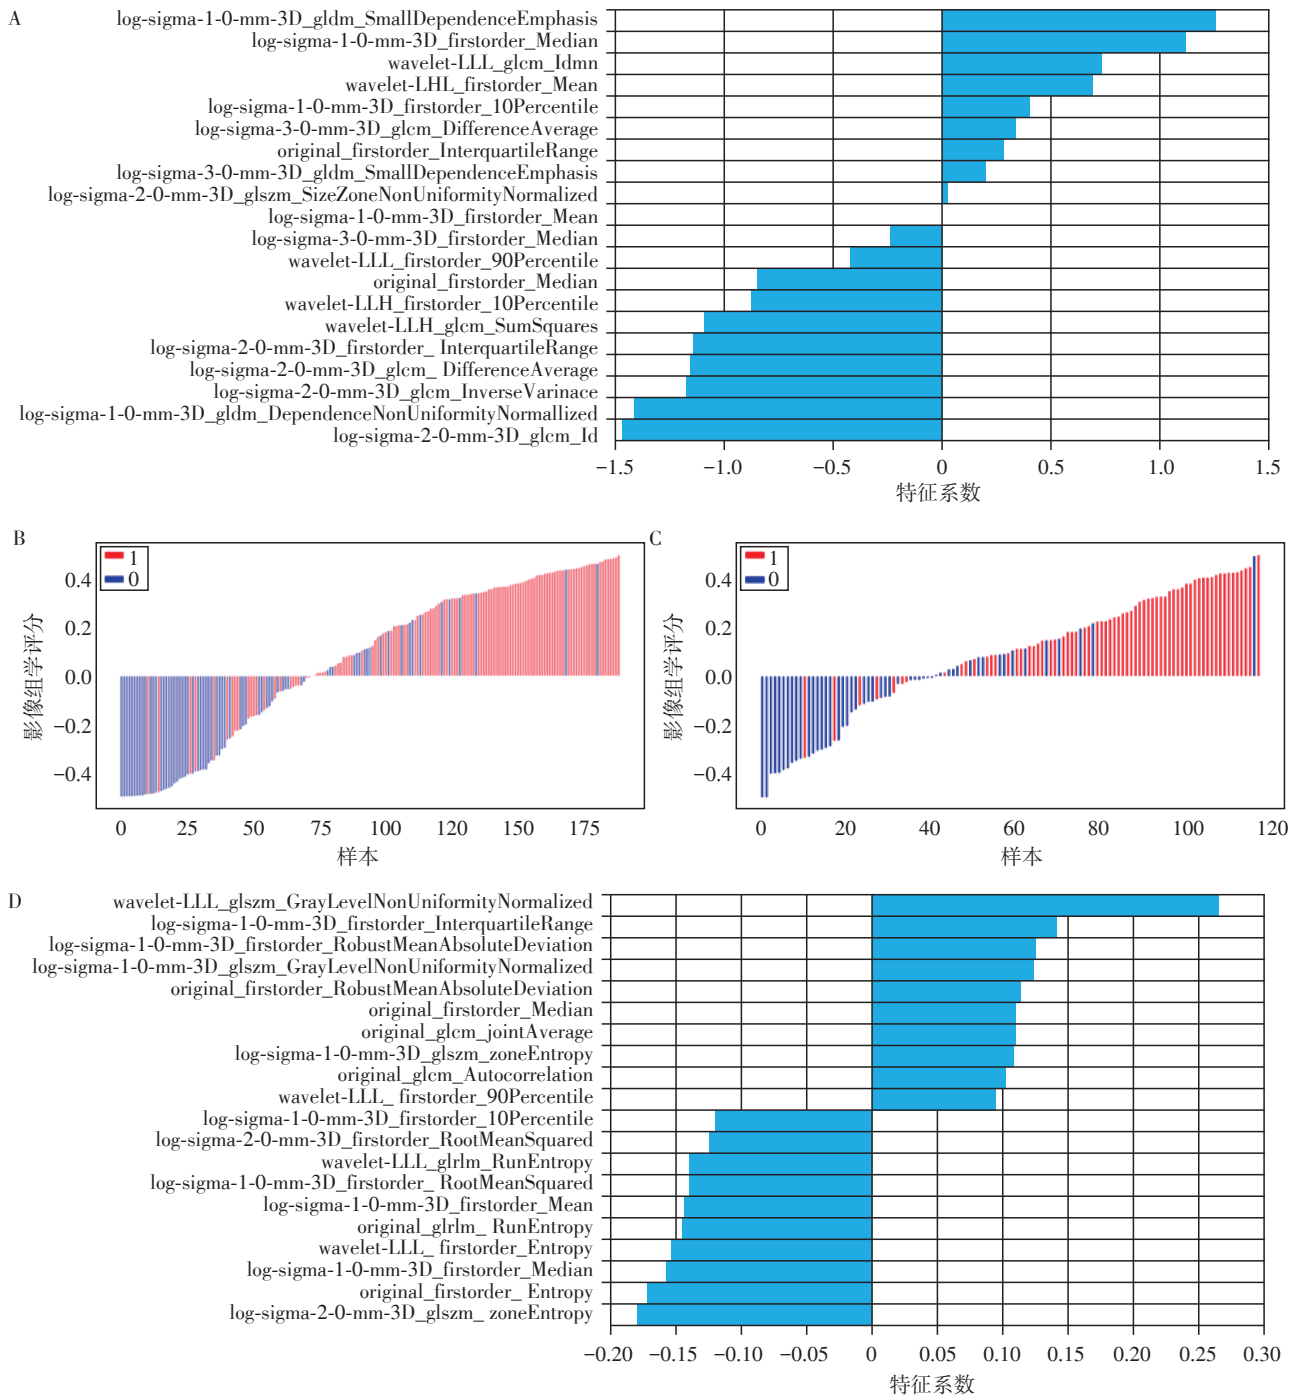 A
log-sigma-1-0-mm-3D_gldm_SmallDependenceEmphasis
log-sigma-1-0-mm-3D_firstorder_Median
wavelet-LLL_glcm_Idmn
wavelet-LHL_firstorder_Mean
log-sigma-1-0-mm-3D_firstorder_10Percentile
log-sigma-3-0-mm-3D_glcm_DifferenceAverage
original_firstorder_InterquartileRange
log-sigma-3-0-mm-3D_gldm_SmallDependenceEmphasis
log-sigma-2-0-mm-3D_glszm_SizeZoneNonUniformityNormalized
log-sigma-1-0-mm-3D_firstorder_Mean
log-sigma-3-0-mm-3D_firstorder_Median
wavelet-LLL_firstorder_90Percentile
original_firstorder_Median
wavelet-LLH_firstorder_10Percentile
wavelet-LLH_glcm_SumSquares
log-sigma-2-0-mm-3D_firstorder_ InterquartileRange
log-sigma-2-0-mm-3D_glcm_ DifferenceAverage
log-sigma-2-0-mm-3D_glcm_InverseVarinace
log-sigma-1-0-mm-3D_gldm_DependenceNonUniformityNormallized
log-sigma-2-0-mm-3D_glcm_Id
−1.5 −1.0 −0.5 0 0.5 1.0 1.5
特征系数
B
1
0
0.4
0.2
0.0
−0.2
−0.4
影像组学评分
0 25 50 75 100 120 150 175
样本
C
1
0
0.4
0.2
0.0
−0.2
−0.4
影像组学评分
0 20 40 60 80 100 120
样本
D
wavelet-LLL_glszm_GrayLevelNonUniformityNormalized
log-sigma-1-0-mm-3D_firstorder_InterquartileRange
log-sigma-1-0-mm-3D_firstorder_RobustMeanAbsoluteDeviation
log-sigma-1-0-mm-3D_glszm_GrayLevelNonUniformityNormalized
original_firstorder_RobustMeanAbsoluteDeviation
original_firstorder_Median
original_glcm_jointAverage
log-sigma-1-0-mm-3D_glszm_zoneEntropy
original_glcm_Autocorrelation
wavelet-LLL_ firstorder_90Percentile
log-sigma-1-0-mm-3D_firstorder_10Percentile
log-sigma-2-0-mm-3D_firstorder_RootMeanSquared
wavelet-LLL_glrlm_RunEntropy
log-sigma-1-0-mm-3D_firstorder_ RootMeanSquared
log-sigma-1-0-mm-3D_firstorder_Mean
original_glrlm_ RunEntropy
wavelet-LLL_ firstorder_Entropy
log-sigma-1-0-mm-3D_firstorder_Median
original_firstorder_ Entropy
log-sigma-2-0-mm-3D_glszm_ zoneEntropy
−0.20 −0.15 −0.10 −0.05 0 0.05 0.10 0.15 0.20 0.25 0.30
特征系数